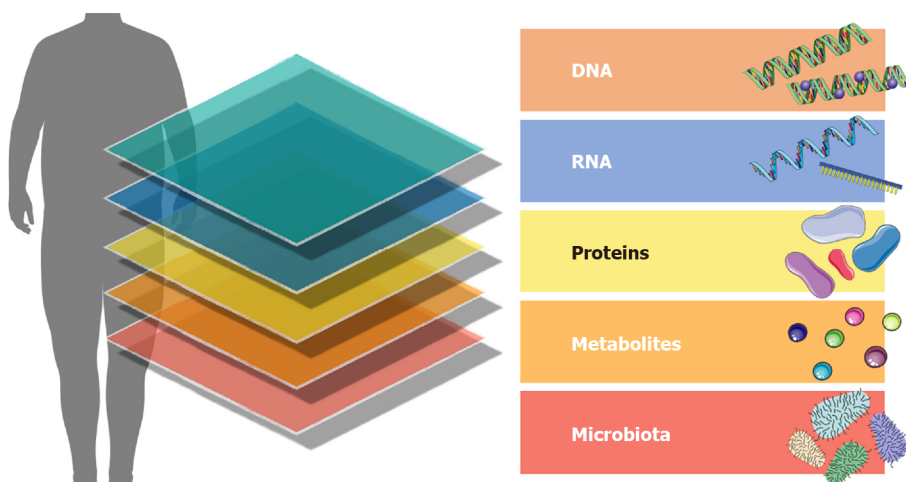 DNA
RNA
Proteins
Metabolites
Microbiota